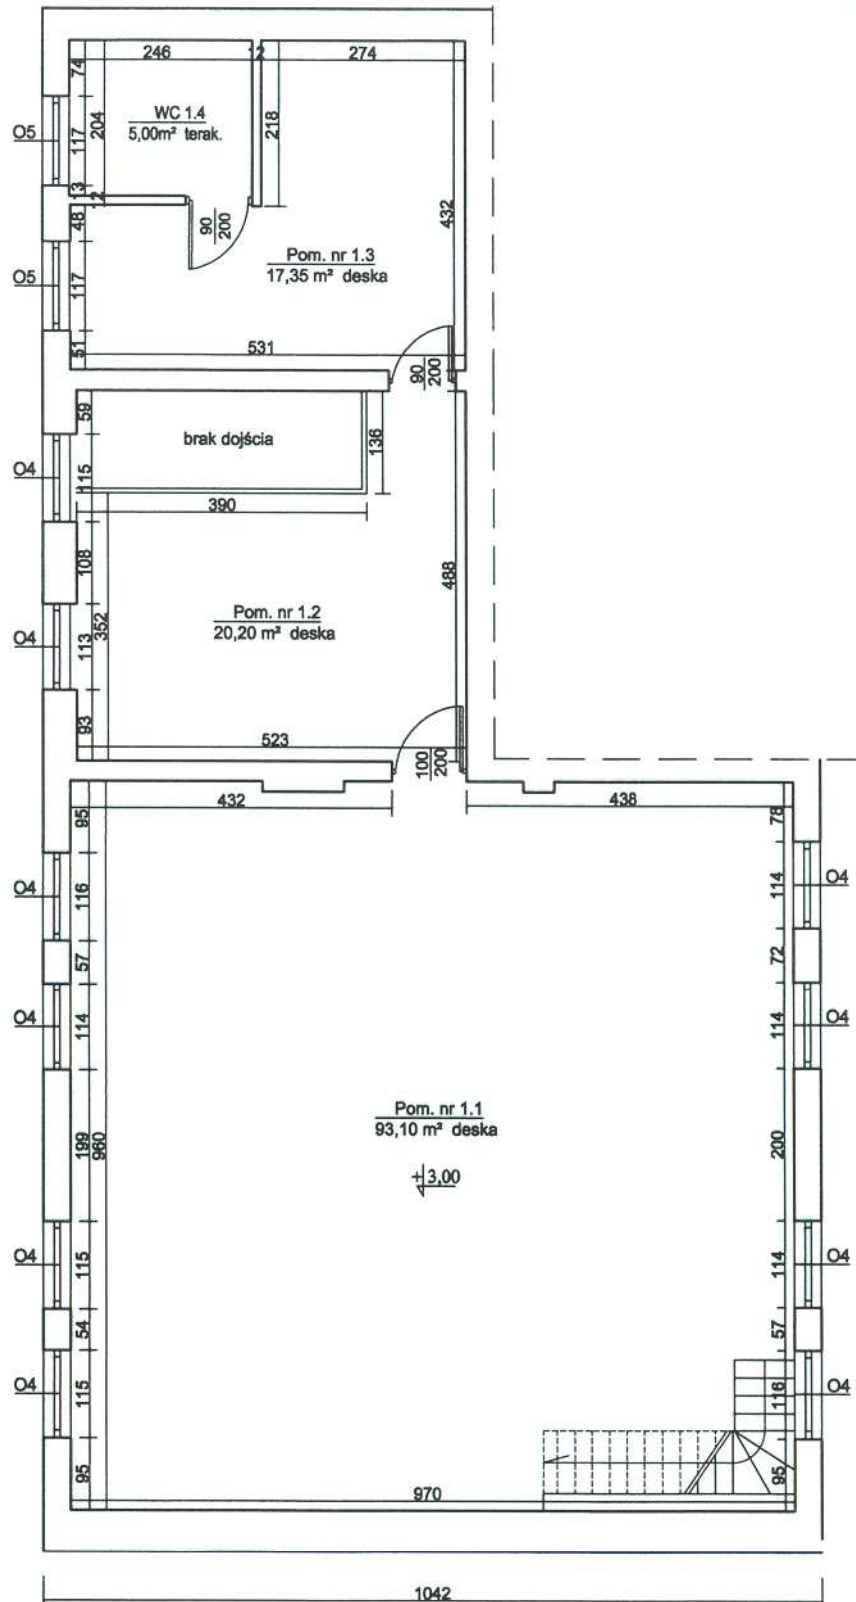 246
12
274
74
WC 1.4
5,00m² terak.
204
218
O5
117
13
12
48
90
200
432
Pom. nr 1.3
17,35 m² deska
O5
117
51
531
90
200
59
brak dojścia
136
O4
115
390
108
488
Pom. nr 1.2
20,20 m² deska
O4
113
352
93
523
100
200
432
438
95
78
O4
116
114
O4
57
72
O4
114
114
O4
Pom. nr 1.1
93,10 m² deska
199
960
200
+3,00
O4
115
114
O4
54
57
O4
115
116
O4
95
95
970
1042